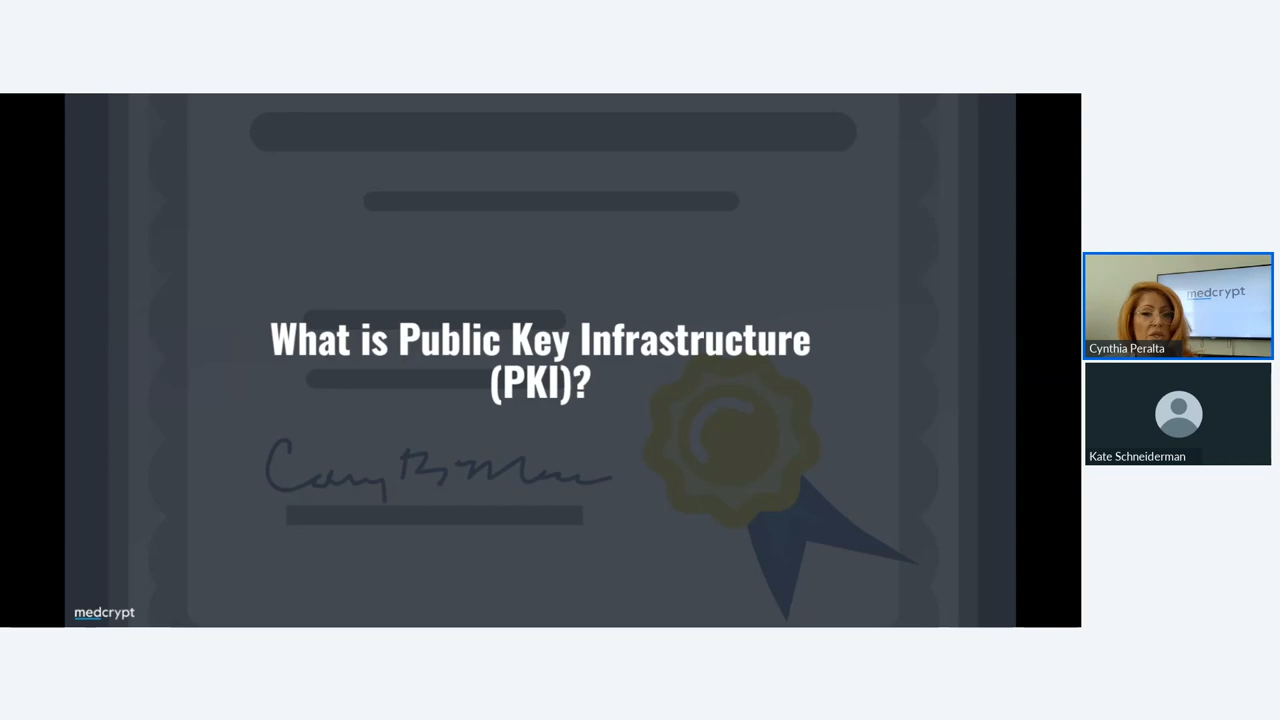 What is Public Key Infrastructure
(PKI)?
medcrypt
medcrypt
Cynthia Peralta
Kate Schneiderman